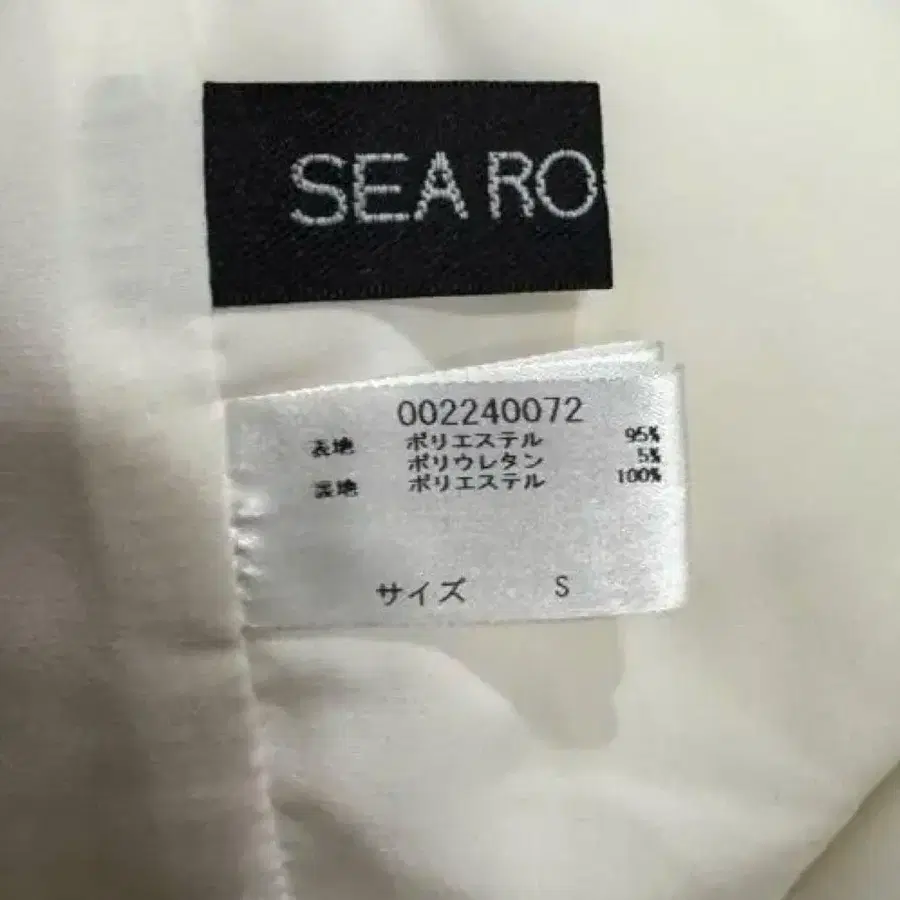 SEA RO
002240072
表地 ポリエステル 95%
ポリウレタン 5%
裏地 ポリエステル 100%
サイズ S